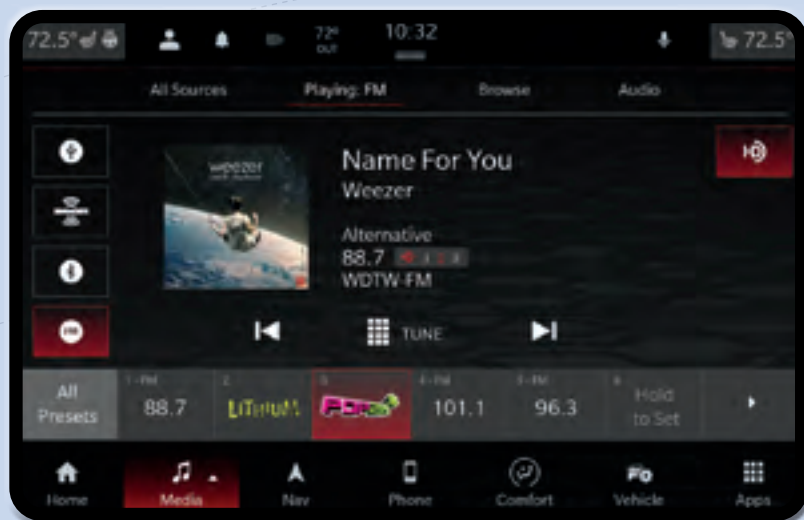 72.5°
72°
OUT
10:32
72.5°
All Sources
Playing: FM
Browse
Audio
weezer
Name For You
Weezer
Alternative
88.7
WDTW-FM
TUNE
All
Presets
1-FM
88.7
2
LITHIUM
3
4-FM
101.1
5-FM
96.3
Hold
to Set
Home
Media
Nav
Phone
Comfort
Vehicle
Apps